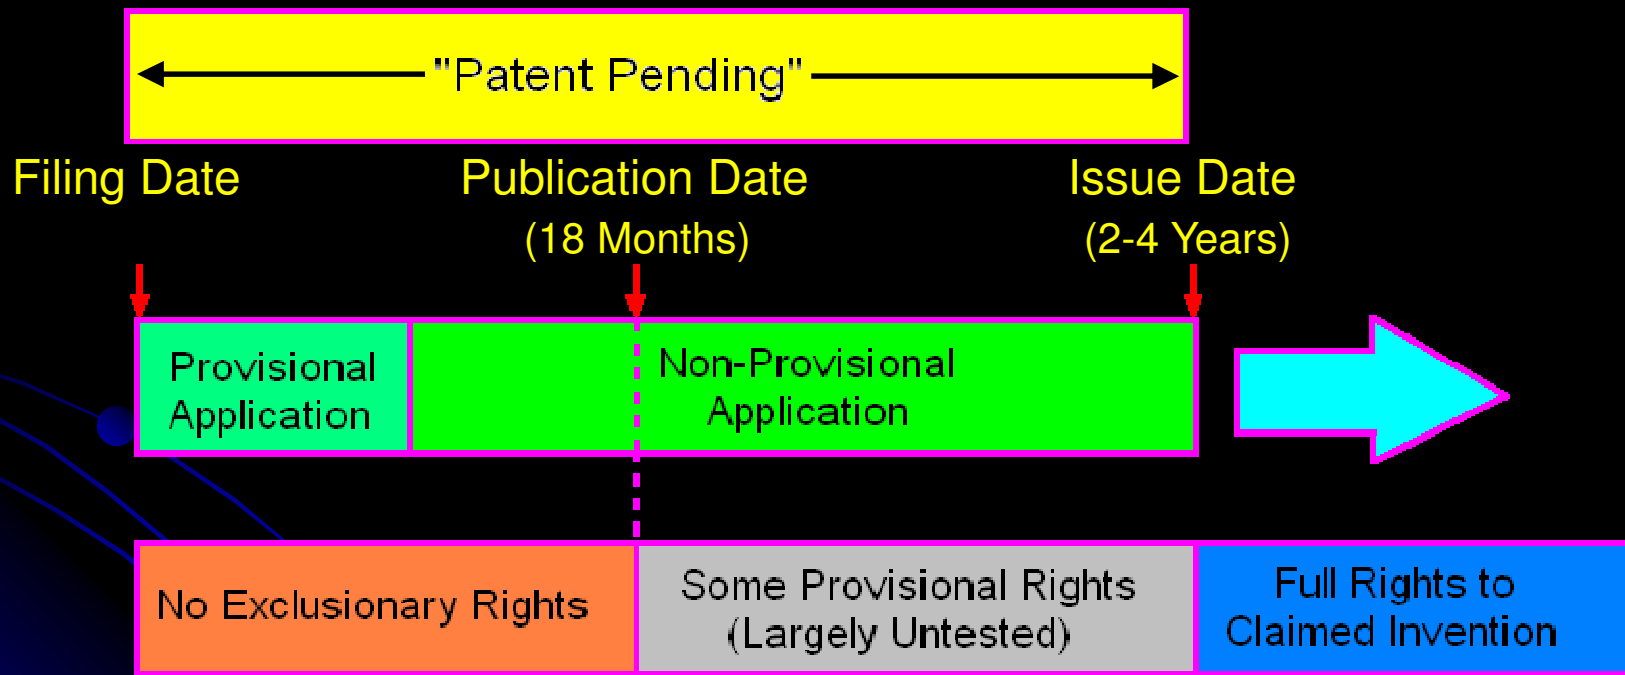 "Patent Pending"
Filing Date
Publication Date
(18 Months)
Issue Date
(2-4 Years)
Provisional
Application
Non-Provisional
Application
No Exclusionary Rights
Some Provisional Rights
(Largely Untested)
Full Rights to
Claimed Invention